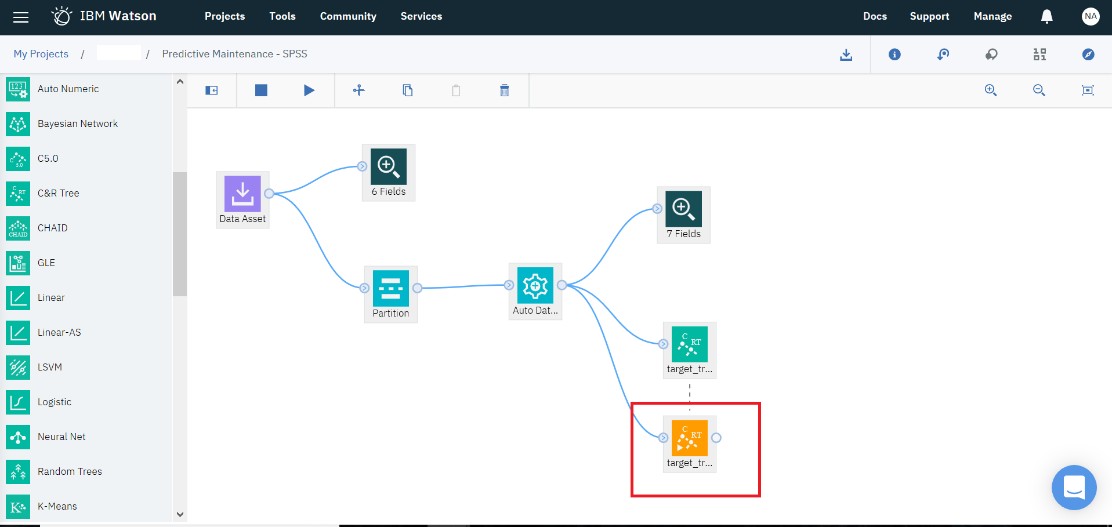 IBM Watson
Projects
Tools
Community
Services
Docs
Support
Manage
NA
My Projects / / Predictive Maintenance - SPSS
Auto Numeric
Bayesian Network
C5.0
C&R Tree
CHAID
GLE
Linear
Linear-AS
LSVM
Logistic
Neural Net
Random Trees
K-Means
Data Asset
6 Fields
Partition
Auto Dat...
7 Fields
C RT
target_tr...
C RT
target_tr...